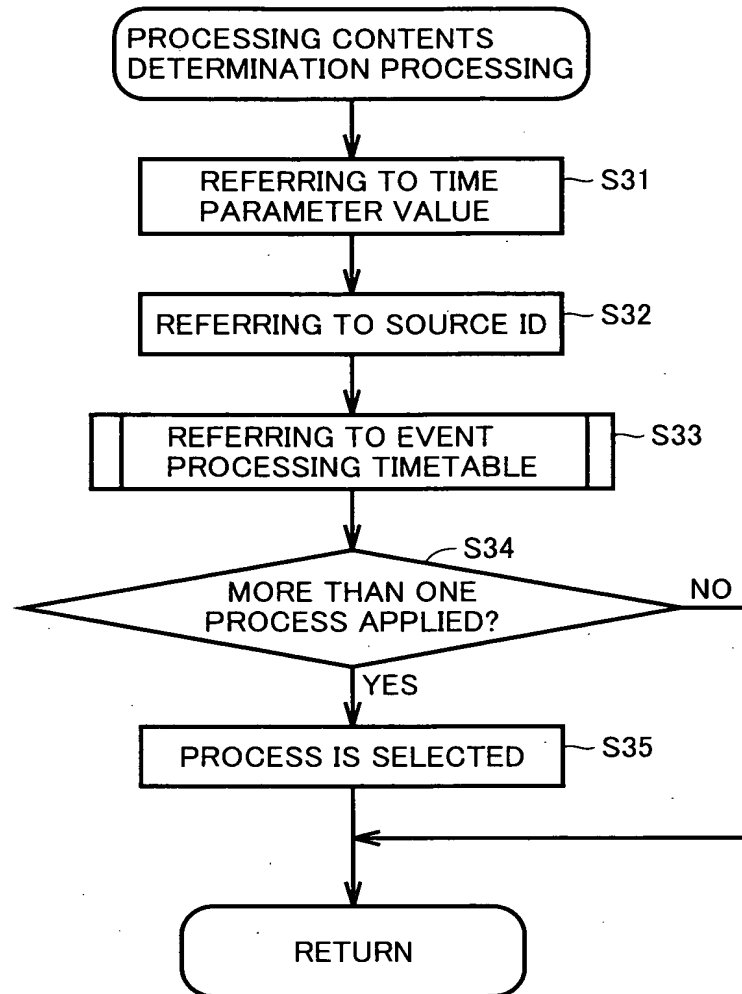 PROCESSING CONTENTS
DETERMINATION PROCESSING
REFERRING TO TIME
PARAMETER VALUE
S31
REFERRING TO SOURCE ID
S32
REFERRING TO EVENT
PROCESSING TIMETABLE
S33
S34
MORE THAN ONE
PROCESS APPLIED?
NO
YES
PROCESS IS SELECTED
S35
RETURN